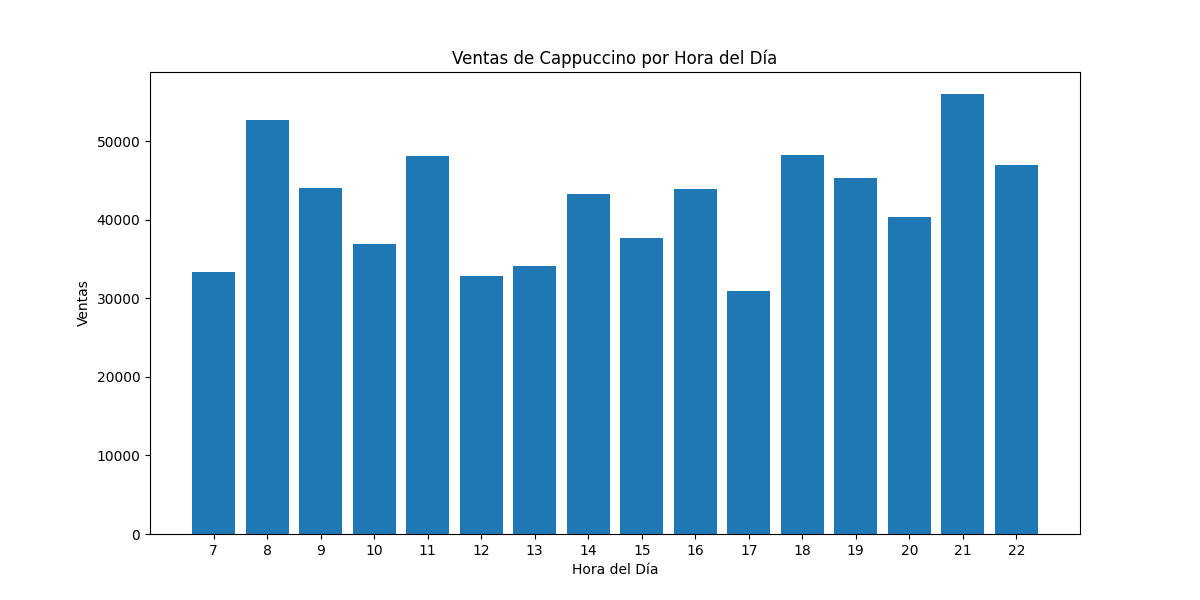 Ventas de Cappuccino por Hora del Día
Ventas
50000
40000
30000
20000
10000
0
7 8 9 10 11 12 13 14 15 16 17 18 19 20 21 22
Hora del Día